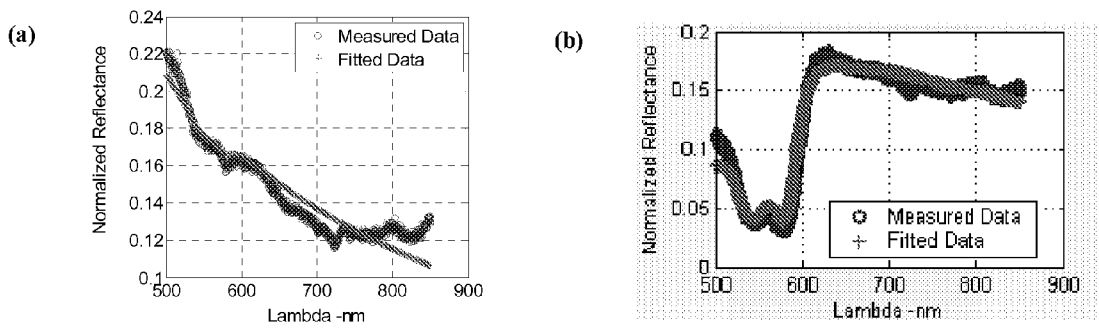 (a)
Measured Data
Fitted Data
Normalized Reflectance
0.24
0.22
0.2
0.18
0.16
0.14
0.12
0.1
500
600
700
800
900
Lambda -nm
(b)
Normalized Reflectance
0.2
0.15
0.1
0.05
0
Measured Data
Fitted Data
500
600
700
800
900
Lambda -nm